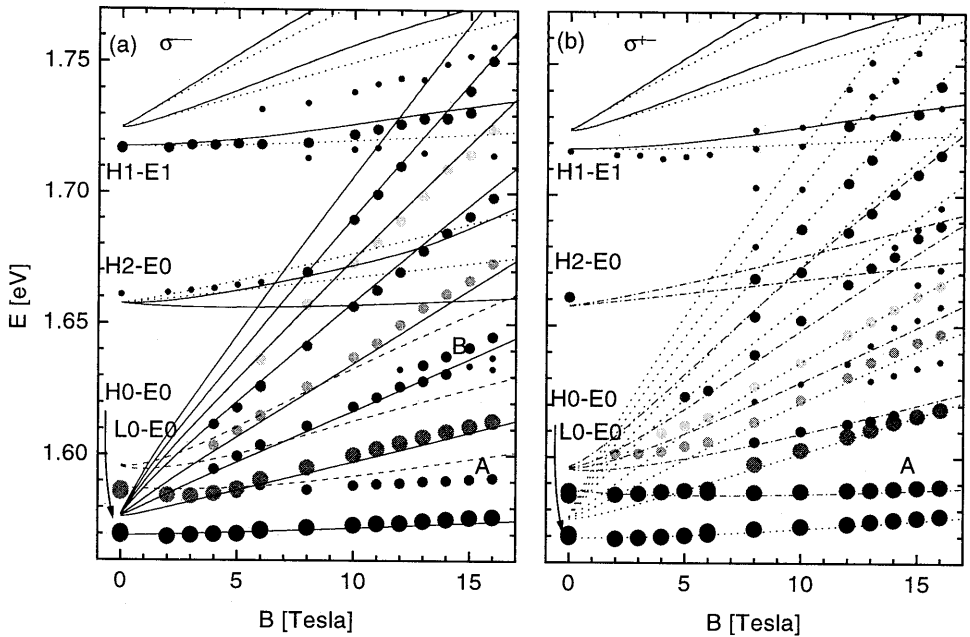 (a) σ−
(b) σ+
1.75
1.70
1.65
1.60
E [eV]
H1-E1
H2-E0
H0-E0
L0-E0
B
A
H1-E1
H2-E0
H0-E0
L0-E0
A
0 5 10 15
0 5 10 15
B [Tesla]
B [Tesla]